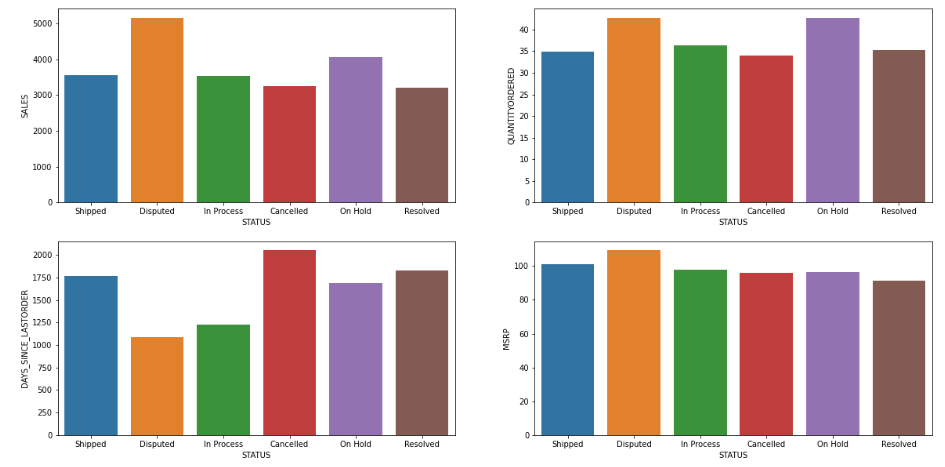 5000
4000
3000
2000
1000
0
SALES
Shipped Disputed In Process Cancelled On Hold Resolved
STATUS
40
35
30
25
20
15
10
5
0
QUANTITYORDERED
Shipped Disputed In Process Cancelled On Hold Resolved
STATUS
2000
1750
1500
1250
1000
750
500
250
0
DAYS_SINCE_LASTORDER
Shipped Disputed In Process Cancelled On Hold Resolved
STATUS
100
80
60
40
20
0
MSRP
Shipped Disputed In Process Cancelled On Hold Resolved
STATUS